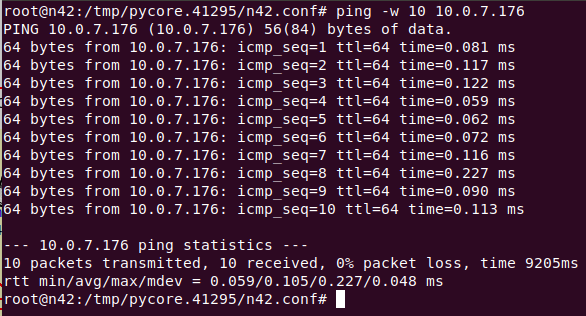 root@n42:/tmp/pycore.41295/n42.conf# ping -w 10 10.0.7.176
PING 10.0.7.176 (10.0.7.176) 56(84) bytes of data.
64 bytes from 10.0.7.176: icmp_seq=1 ttl=64 time=0.081 ms
64 bytes from 10.0.7.176: icmp_seq=2 ttl=64 time=0.117 ms
64 bytes from 10.0.7.176: icmp_seq=3 ttl=64 time=0.122 ms
64 bytes from 10.0.7.176: icmp_seq=4 ttl=64 time=0.059 ms
64 bytes from 10.0.7.176: icmp_seq=5 ttl=64 time=0.062 ms
64 bytes from 10.0.7.176: icmp_seq=6 ttl=64 time=0.072 ms
64 bytes from 10.0.7.176: icmp_seq=7 ttl=64 time=0.116 ms
64 bytes from 10.0.7.176: icmp_seq=8 ttl=64 time=0.227 ms
64 bytes from 10.0.7.176: icmp_seq=9 ttl=64 time=0.090 ms
64 bytes from 10.0.7.176: icmp_seq=10 ttl=64 time=0.113 ms
--- 10.0.7.176 ping statistics ---
10 packets transmitted, 10 received, 0% packet loss, time 9205ms
rtt min/avg/max/mdev = 0.059/0.105/0.227/0.048 ms
root@n42:/tmp/pycore.41295/n42.conf#